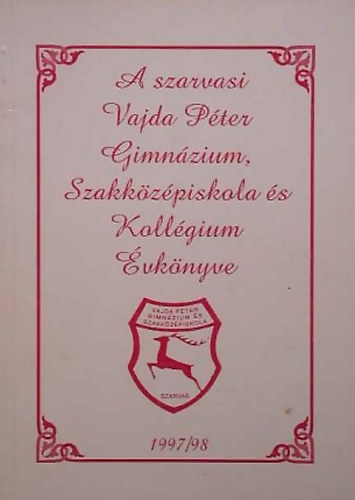 A szarvasi
Vajda Péter
Gimnázium,
Szakközépiskola és
Kollégium
Évkönyve
VAJDA PÉTER
GIMNÁZIUM ÉS
SZAKKÖZÉPISKOLA
SZARVAS
1997/98